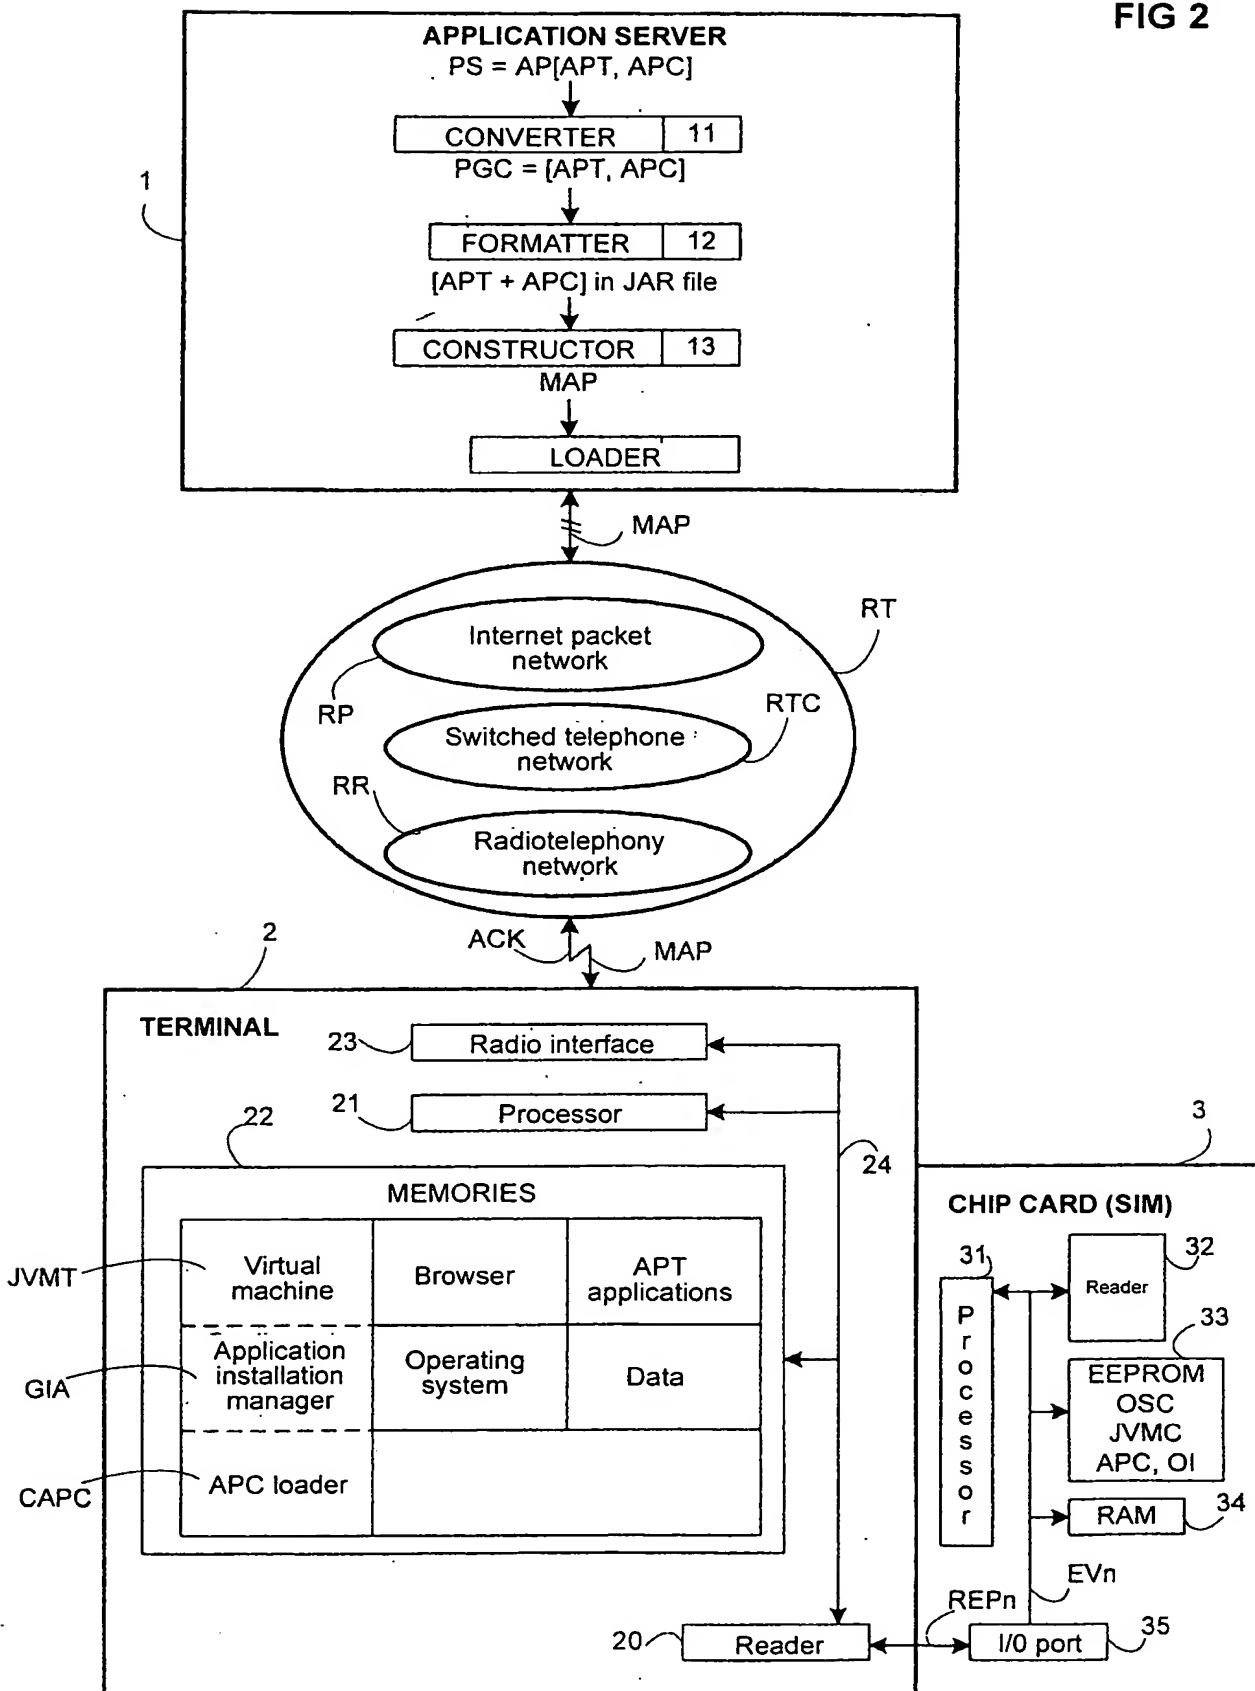 FIG 2
APPLICATION SERVER
PS = AP[APT, APC]
CONVERTER 11
PGC = [APT, APC]
1
FORMATTER 12
[APT + APC] in JAR file
CONSTRUCTOR 13
MAP
LOADER
MAP
RT
Internet packet
network
RP
RTC
Switched telephone
network
RR
Radiotelephony
network
2
ACK
MAP
TERMINAL
23
Radio interface
21
Processor
22
24
3
MEMORIES
CHIP CARD (SIM)
JVMT
Virtual
machine
Browser
APT
applications
31
32
Reader
Processor
GIA
Application
installation
manager
Operating
system
Data
33
EEPROM
OSC
JVMC
APC, OI
CAPC
APC loader
RAM
34
EVn
REPn
20
Reader
I/0 port
35